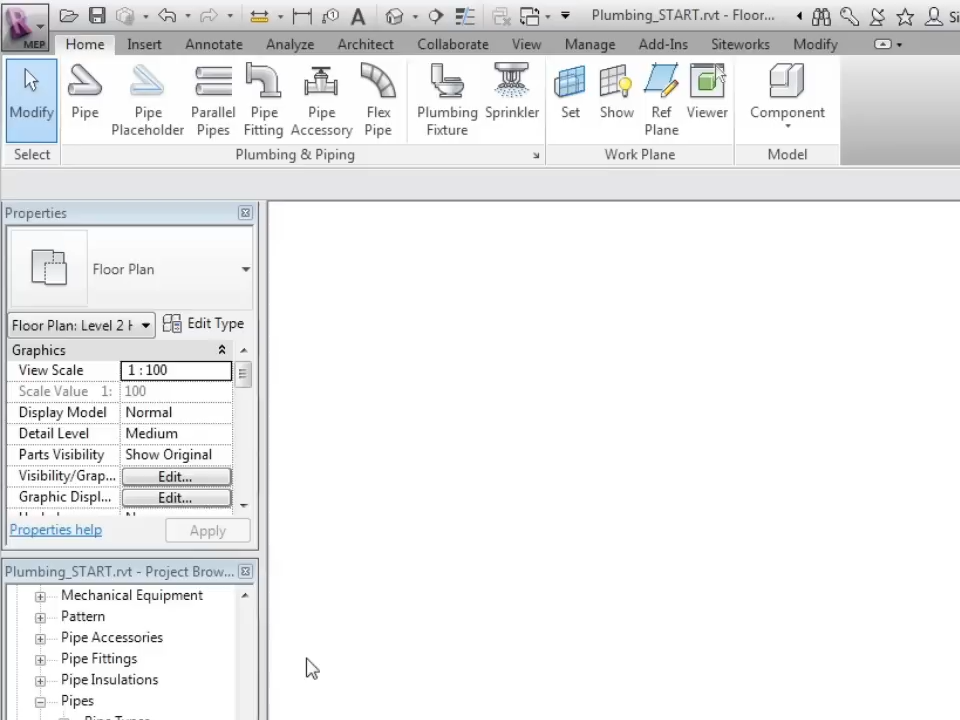 Plumbing_START.rvt - Floor...
Si
MEP
Home Insert Annotate Analyze Architect Collaborate View Manage Add-Ins Siteworks Modify
Modify Pipe Pipe Placeholder Parallel Pipes Pipe Fitting Pipe Accessory Flex Pipe Plumbing Fixture Sprinkler Set Show Ref Plane Viewer Component
Select Plumbing & Piping Work Plane Model
Properties
Floor Plan
Floor Plan: Level 2 Edit Type
Graphics
View Scale 1 : 100
Scale Value 1: 100
Display Model Normal
Detail Level Medium
Parts Visibility Show Original
Visibility/Grap... Edit...
Graphic Displ... Edit...
Properties help Apply
Plumbing_START.rvt - Project Brow...
Mechanical Equipment
Pattern
Pipe Accessories
Pipe Fittings
Pipe Insulations
Pipes
Pipe Types